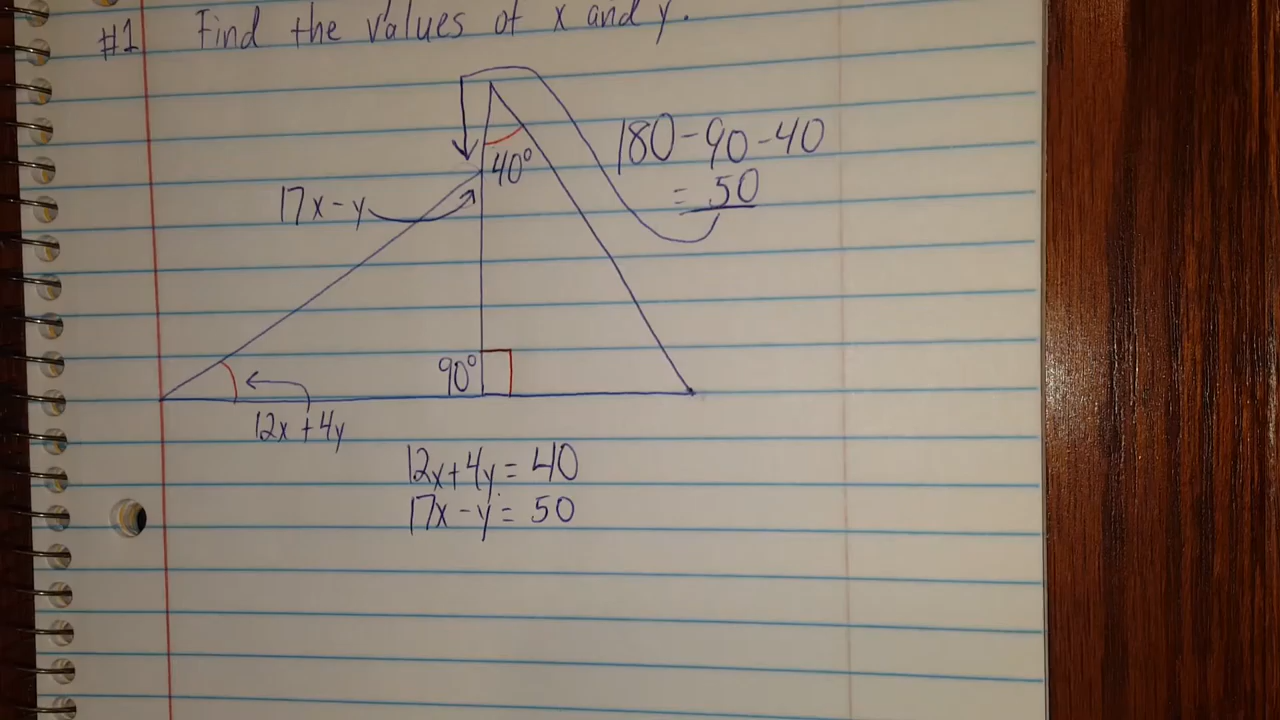 #1 Find the values of x and y.
180-90-40
= 50
40°
17x-y
90°
12x+4y
12x+4y= 40
17x-y= 50